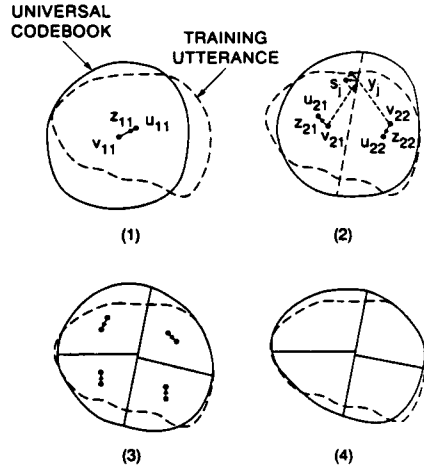 UNIVERSAL
CODEBOOK
TRAINING
UTTERANCE
z11
u11
v11
(1)
sj
yj
u21
z21
v21
v22
u22
z22
(2)
(3)
(4)